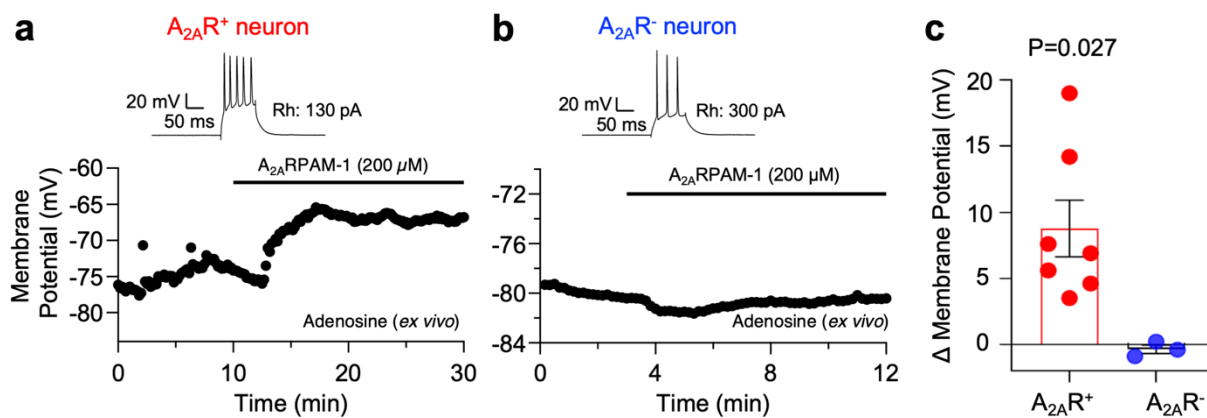 a
A2AR+ neuron
20 mV
50 ms
Rh: 130 pA
A2ARPAM-1 (200 µM)
Membrane
Potential (mV)
-60
-65
-70
-75
-80
Adenosine (ex vivo)
0
10
20
30
Time (min)
b
A2AR- neuron
20 mV
50 ms
Rh: 300 pA
A2ARPAM-1 (200 µM)
-72
-76
-80
-84
Adenosine (ex vivo)
0
4
8
12
Time (min)
c
P=0.027
Δ Membrane Potential (mV)
20
15
10
5
0
A2AR+
A2AR-